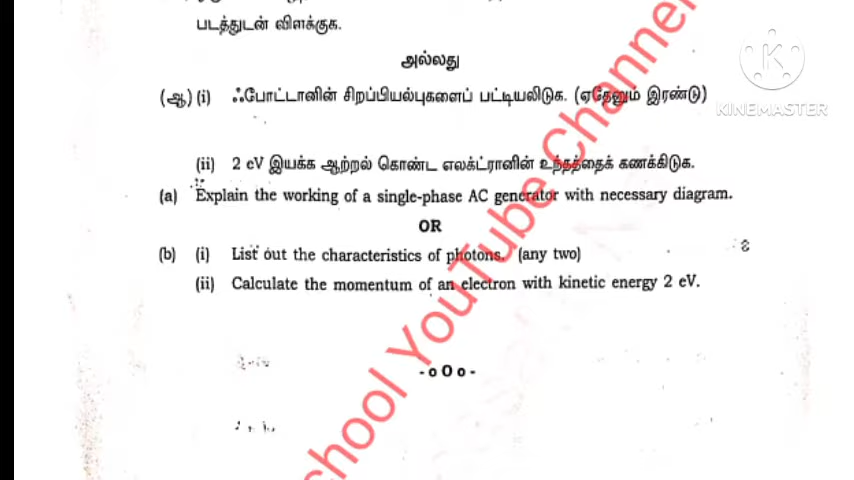 படத்துடன் விளக்குக.
அல்லது
(ஆ) (i) ஃபோட்டானின் சிறப்பியல்புகளைப் பட்டியலிடுக. (ஏதேனும் இரண்டு)
K
KINEMASTER
(ii) 2 eV இயக்க ஆற்றல் கொண்ட எலக்ட்ரானின் உந்தத்தைக் கணக்கிடுக.
(a) Explain the working of a single-phase AC generator with necessary diagram.
OR
(b) (i) List out the characteristics of photons. (any two)
(ii) Calculate the momentum of an electron with kinetic energy 2 eV.
-o0o-
chool YouTube Channel